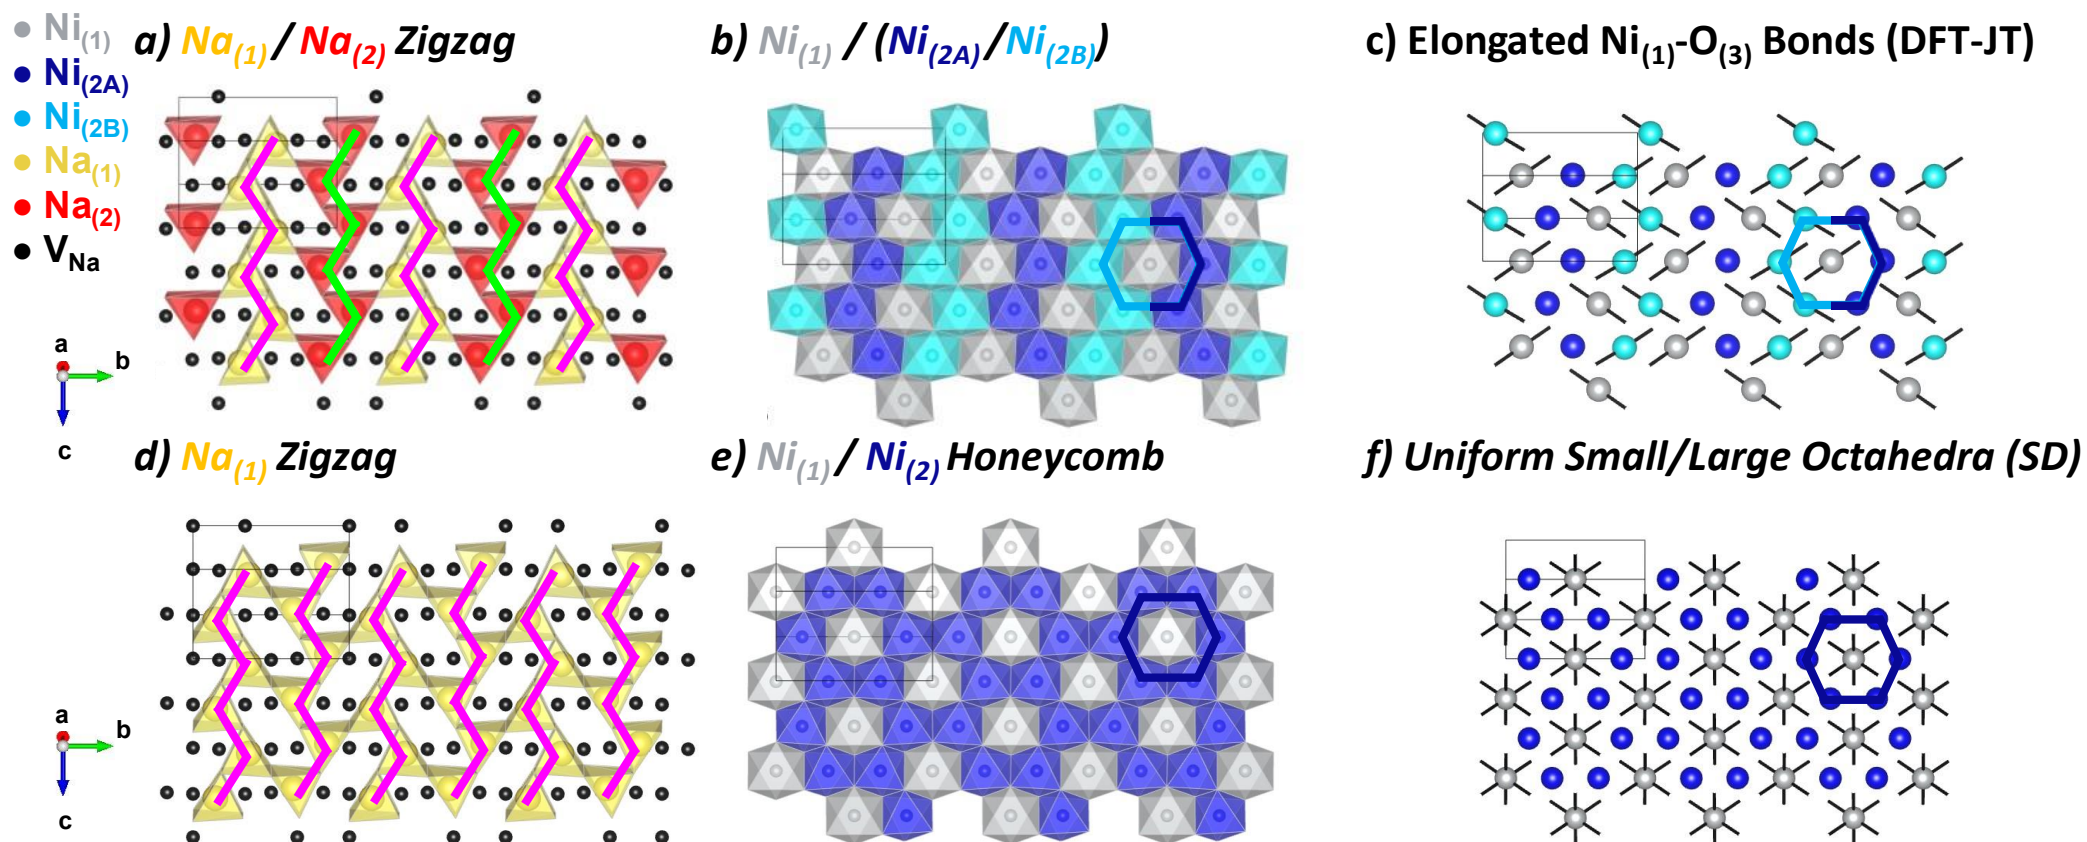 Ni(1)
Ni(2A)
Ni(2B)
Na(1)
Na(2)
VNa
a) Na(1) / Na(2) Zigzag
b) Ni(1) / (Ni(2A)/Ni(2B))
c) Elongated Ni(1)-O(3) Bonds (DFT-JT)
a
b
c
d) Na(1) Zigzag
e) Ni(1) / Ni(2) Honeycomb
f) Uniform Small/Large Octahedra (SD)
a
b
c